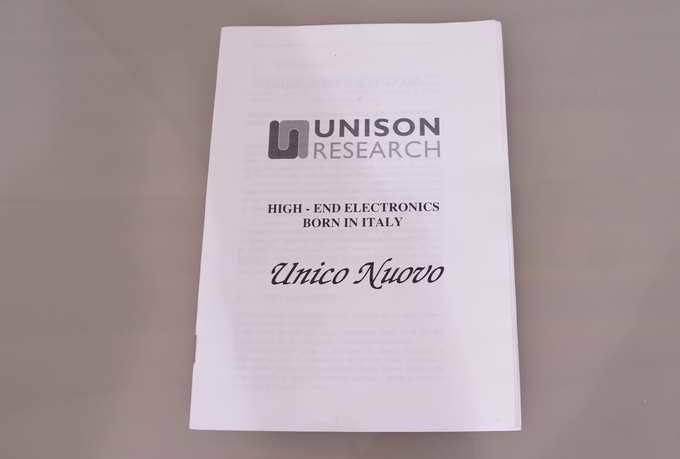 UNISON
RESEARCH
HIGH - END ELECTRONICS
BORN IN ITALY
Unico Nuovo